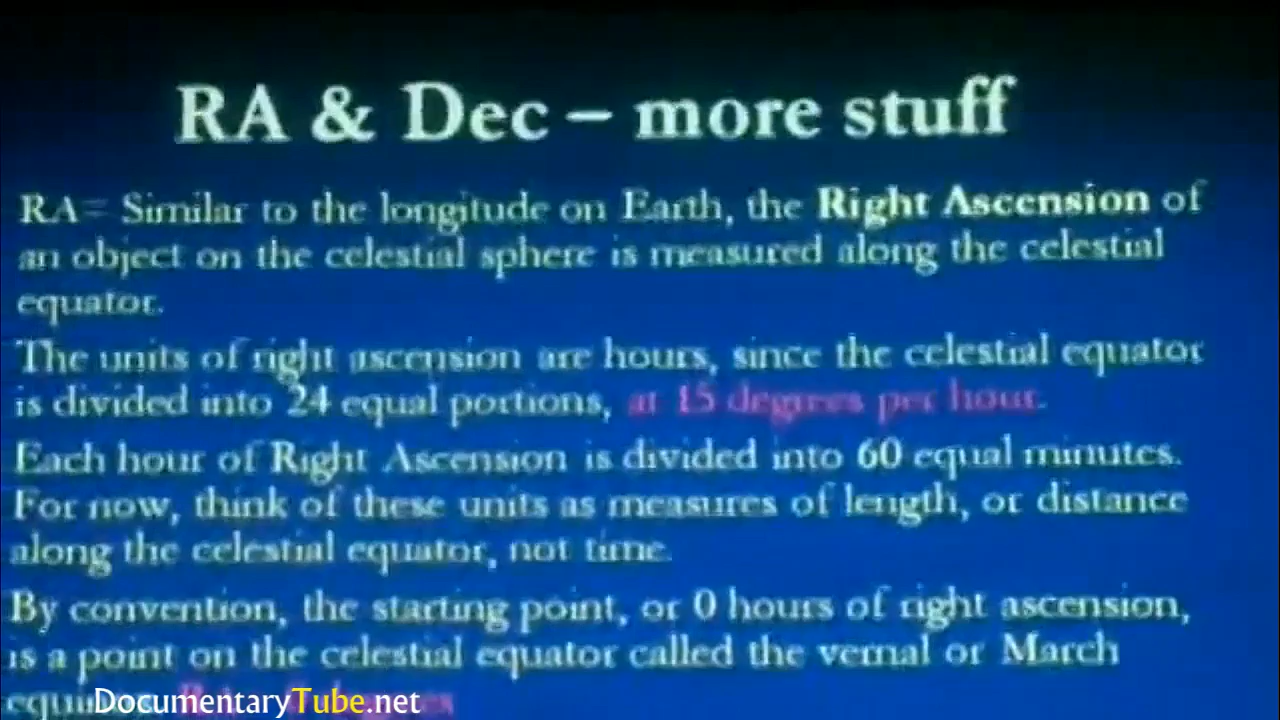 RA & Dec – more stuff
RA= Similar to the longitude on Earth, the Right Ascension of
an object on the celestial sphere is measured along the celestial
equator.
The units of right ascension are hours, since the celestial equator
is divided into 24 equal portions, at 15 degrees per hour.
Each hour of Right Ascension is divided into 60 equal minutes.
For now, think of these units as measures of length, or distance
along the celestial equator, not time.
By convention, the starting point, or 0 hours of right ascension,
is a point on the celestial equator called the vernal or March
DocumentaryTube.net